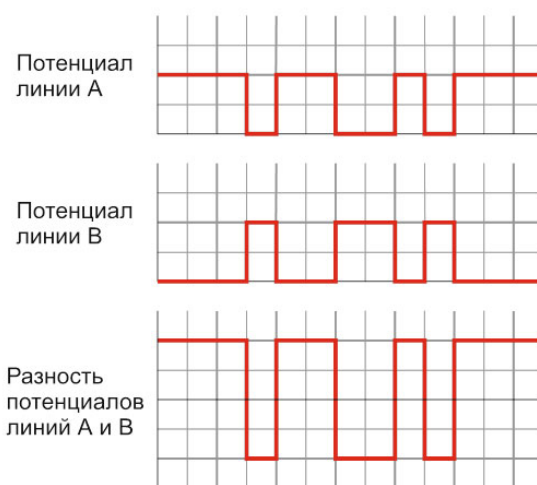 Потенциал
линии А
Потенциал
линии В
Разность
потенциалов
линий А и В